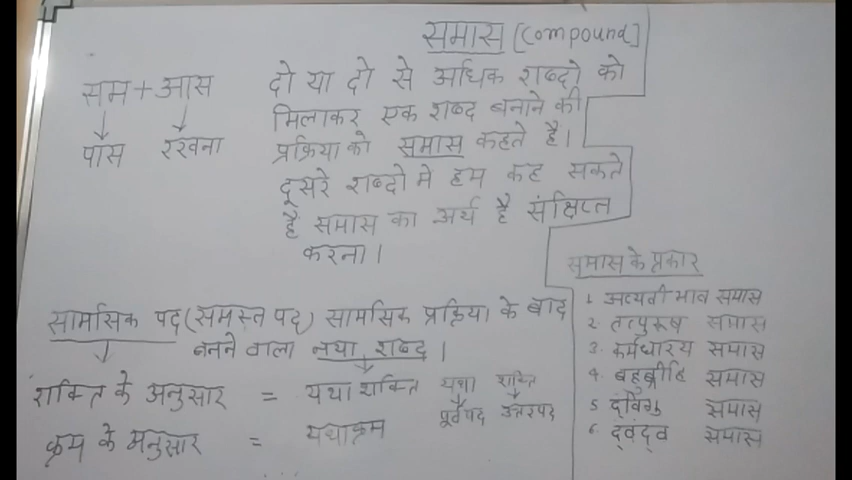 समास [Compound]
सम + आस
पास रखना
दो या दो से अधिक शब्दो को
मिलाकर एक शब्द बनाने की
प्रक्रिया को समास कहते है।
दूसरे शब्दो मे हम कह सकते
है समास का अर्थ है संक्षिप्त
करना।
सामासिक पद (समस्त पद) सामसिक प्रक्रिया के बाद
बनने वाला नया शब्द।
शक्ति के अनुसार = यथा शक्ति यथा शक्ति
पूर्वपद उत्तरपद
क्रम के अनुसार = यथाक्रम
समास के प्रकार
1. अव्ययी भाव समास
2. तत्पुरूष समास
3. कर्मधारय समास
4. बहुब्रीहि समास
5 द्विगु समास
6. द्वंद्व समास